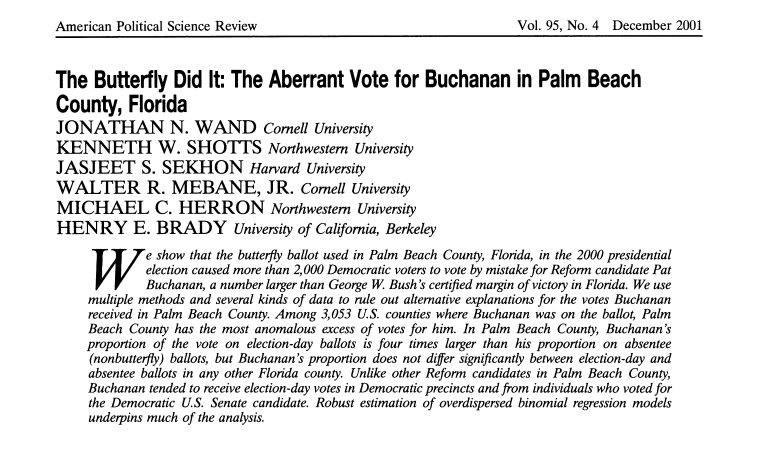 American Political Science Review Vol. 95, No. 4 December 2001
The Butterfly Did It: The Aberrant Vote for Buchanan in Palm Beach
County, Florida
JONATHAN N. WAND Cornell University
KENNETH W. SHOTTS Northwestern University
JASJEET S. SEKHON Harvard University
WALTER R. MEBANE, JR. Cornell University
MICHAEL C. HERRON Northwestern University
HENRY E. BRADY University of California, Berkeley
We show that the butterfly ballot used in Palm Beach County, Florida, in the 2000 presidential
election caused more than 2,000 Democratic voters to vote by mistake for Reform candidate Pat
Buchanan, a number larger than George W. Bush's certified margin of victory in Florida. We use
multiple methods and several kinds of data to rule out alternative explanations for the votes Buchanan
received in Palm Beach County. Among 3,053 U.S. counties where Buchanan was on the ballot, Palm
Beach County has the most anomalous excess of votes for him. In Palm Beach County, Buchanan's
proportion of the vote on election-day ballots is four times larger than his proportion on absentee
(nonbutterfly) ballots, but Buchanan's proportion does not differ significantly between election-day and
absentee ballots in any other Florida county. Unlike other Reform candidates in Palm Beach County,
Buchanan tended to receive election-day votes in Democratic precincts and from individuals who voted for
the Democratic U.S. Senate candidate. Robust estimation of overdispersed binomial regression models
underpins much of the analysis.